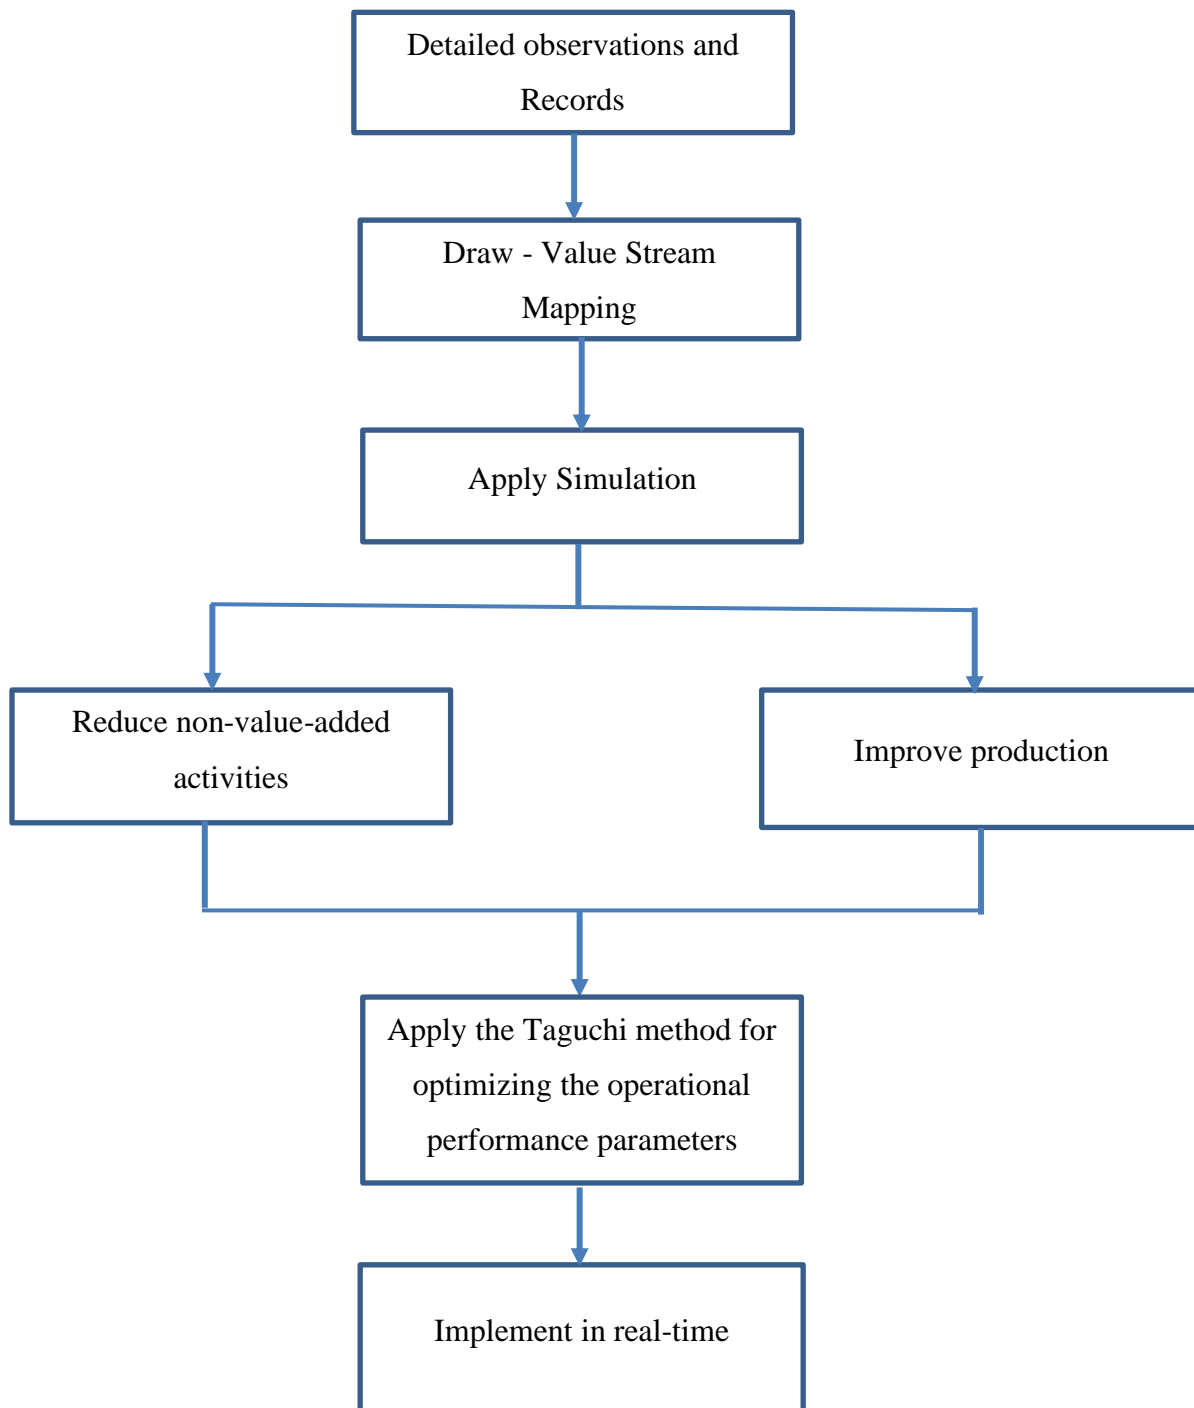 Detailed observations and
Records
Draw - Value Stream
Mapping
Apply Simulation
Reduce non-value-added
activities
Improve production
Apply the Taguchi method for
optimizing the operational
performance parameters
Implement in real-time